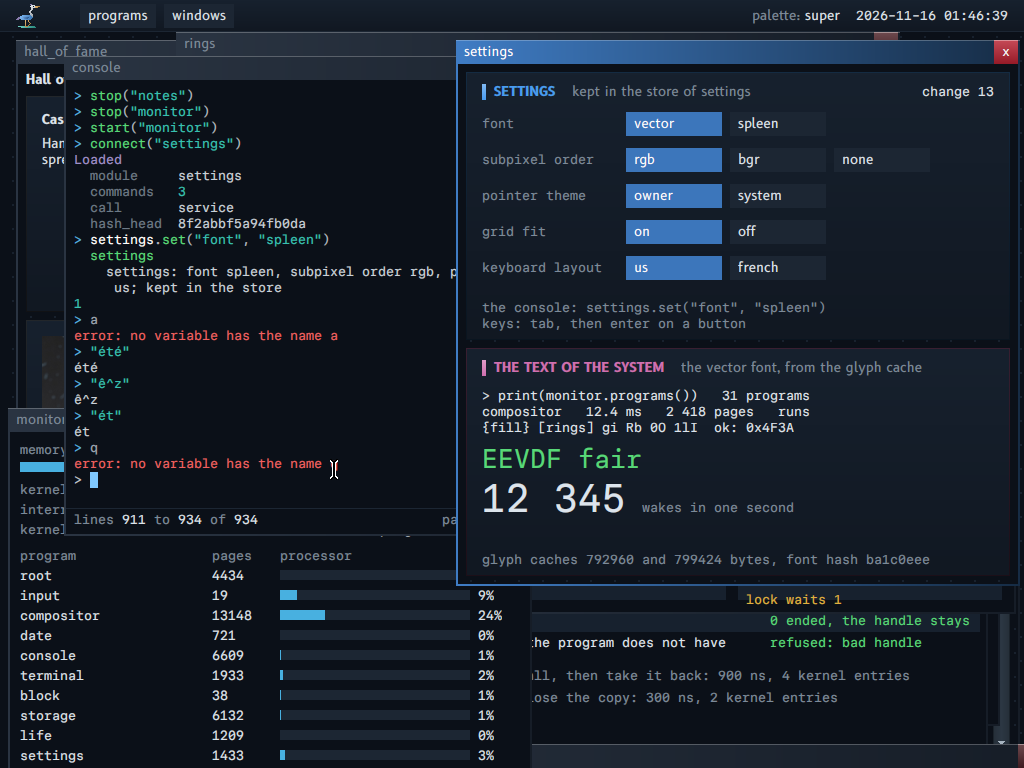 programs windows palette: super 2026-11-16 01:46:39
rings
hall_of_fame
Hall o
Cas
Har
spre
console
> stop("notes")
> stop("monitor")
> start("monitor")
> connect("settings")
Loaded
module settings
commands 3
call service
hash_head 8f2abbf5a94fb0da
> settings.set("font", "spleen")
settings
settings: font spleen, subpixel order rgb, p
us; kept in the store
1
> a
error: no variable has the name a
> "été"
été
> "ê^z"
ê^z
> "ét"
ét
> q
error: no variable has the name
>
lines 911 to 934 of 934 pa
settings x
SETTINGS kept in the store of settings change 13
font vector spleen
subpixel order rgb bgr none
pointer theme owner system
grid fit on off
keyboard layout us french
the console: settings.set("font", "spleen")
keys: tab, then enter on a button
THE TEXT OF THE SYSTEM the vector font, from the glyph cache
> print(monitor.programs()) 31 programs
compositor 12.4 ms 2 418 pages runs
{fill} [rings] gi Rb 0O 1lI ok: 0x4F3A
EEVDF fair
12 345 wakes in one second
glyph caches 792960 and 799424 bytes, font hash ba1c0eee
monitor
memory
kernel
inter
kernel
program pages processor
root 4434
input 19 9%
compositor 13148 24%
date 721 0%
console 6609 1%
terminal 1933 2%
block 38 1%
storage 6132 1%
life 1209 0%
settings 1433 3%
lock waits 1
0 ended, the handle stays
the program does not have refused: bad handle
all, then take it back: 900 ns, 4 kernel entries
lose the copy: 300 ns, 2 kernel entries